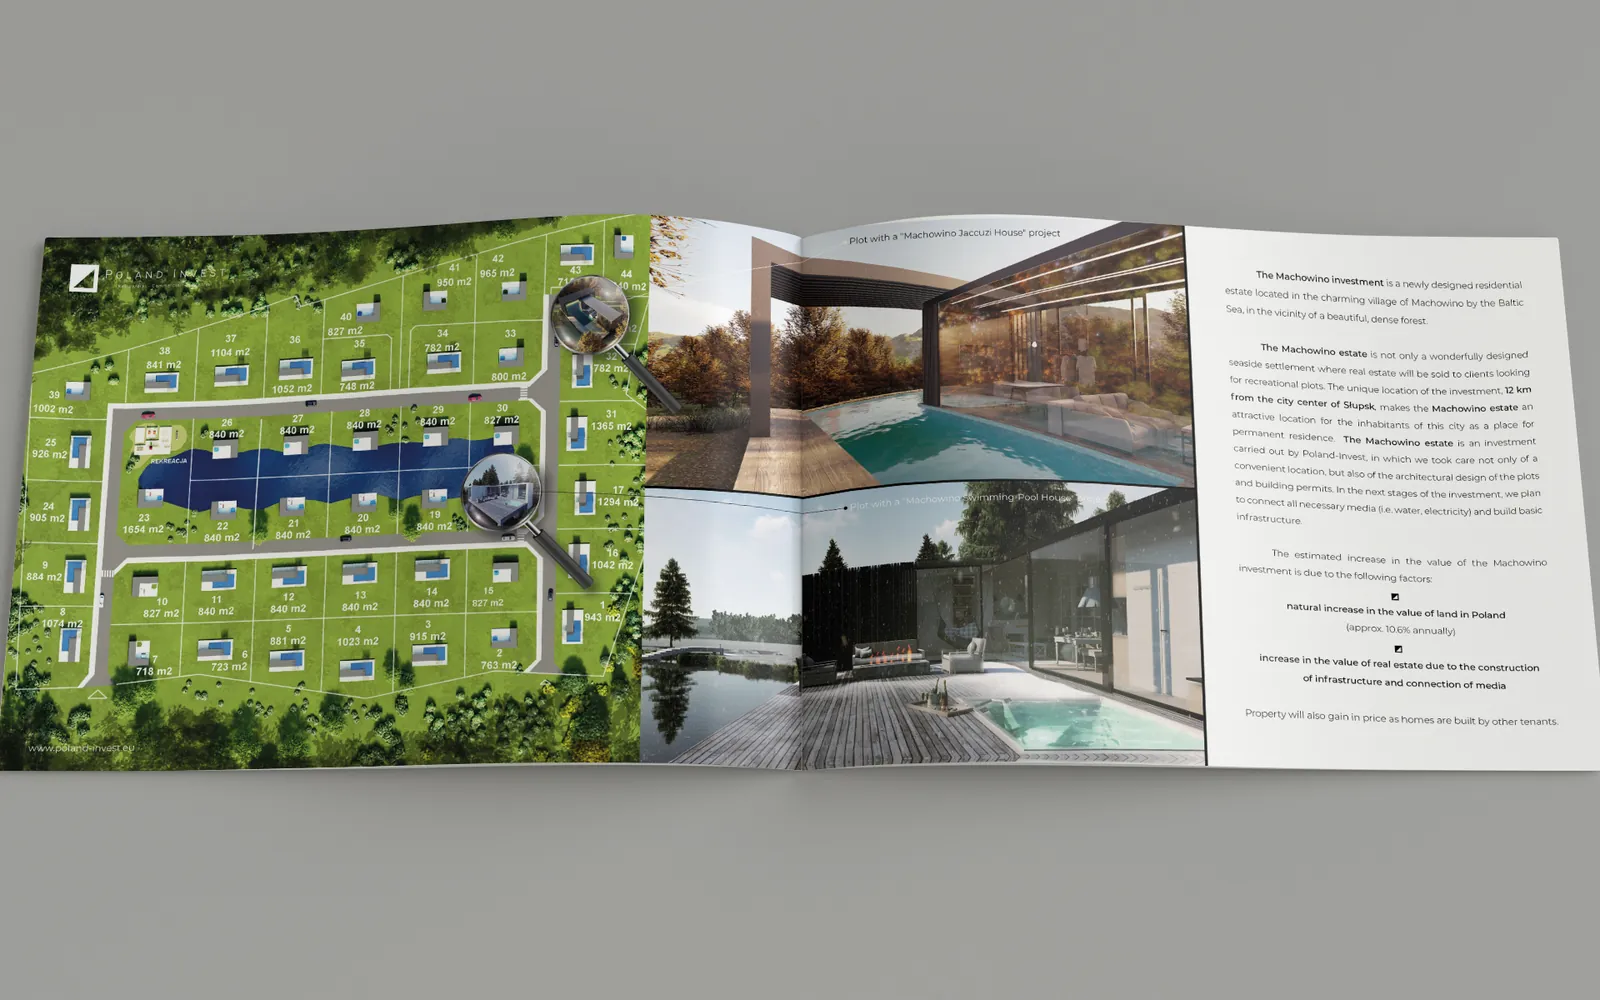 POLAND INVEST
42
965 m2
41
950 m2
43
44
40
827 m2
37
1104 m2
36
1052 m2
35
748 m2
34
782 m2
33
800 m2
38
841 m2
39
1002 m2
32
782 m2
31
1365 m2
25
926 m2
26
840 m2
27
840 m2
28
840 m2
29
840 m2
30
827 m2
REKREACJA
24
905 m2
23
1654 m2
22
840 m2
21
840 m2
20
840 m2
19
840 m2
17
1294 m2
16
1042 m2
9
884 m2
10
827 m2
11
840 m2
12
840 m2
13
840 m2
14
840 m2
15
827 m2
1
943 m2
8
1074 m2
7
718 m2
6
723 m2
5
881 m2
4
1023 m2
3
915 m2
2
763 m2
www.poland-invest.eu
Plot with a "Machowino Jaccuzi House" project
Plot with a "Machowino Swimming-Pool House"
The Machowino investment is a newly designed residential
estate located in the charming village of Machowino by the Baltic
Sea, in the vicinity of a beautiful, dense forest.
The Machowino estate is not only a wonderfully designed
seaside settlement where real estate will be sold to clients looking
for recreational plots. The unique location of the investment, 12 km
from the city center of Słupsk, makes the Machowino estate an
attractive location for the inhabitants of this city as a place for
permanent residence. The Machowino estate is an investment
carried out by Poland-Invest, in which we took care not only of a
convenient location, but also of the architectural design of the plots
and building permits. In the next stages of the investment, we plan
to connect all necessary media (i.e. water, electricity) and build basic
infrastructure.
The estimated increase in the value of the Machowino
investment is due to the following factors:
natural increase in the value of land in Poland
(approx. 10.6% annually)
increase in the value of real estate due to the construction
of infrastructure and connection of media
Property will also gain in price as homes are built by other tenants.